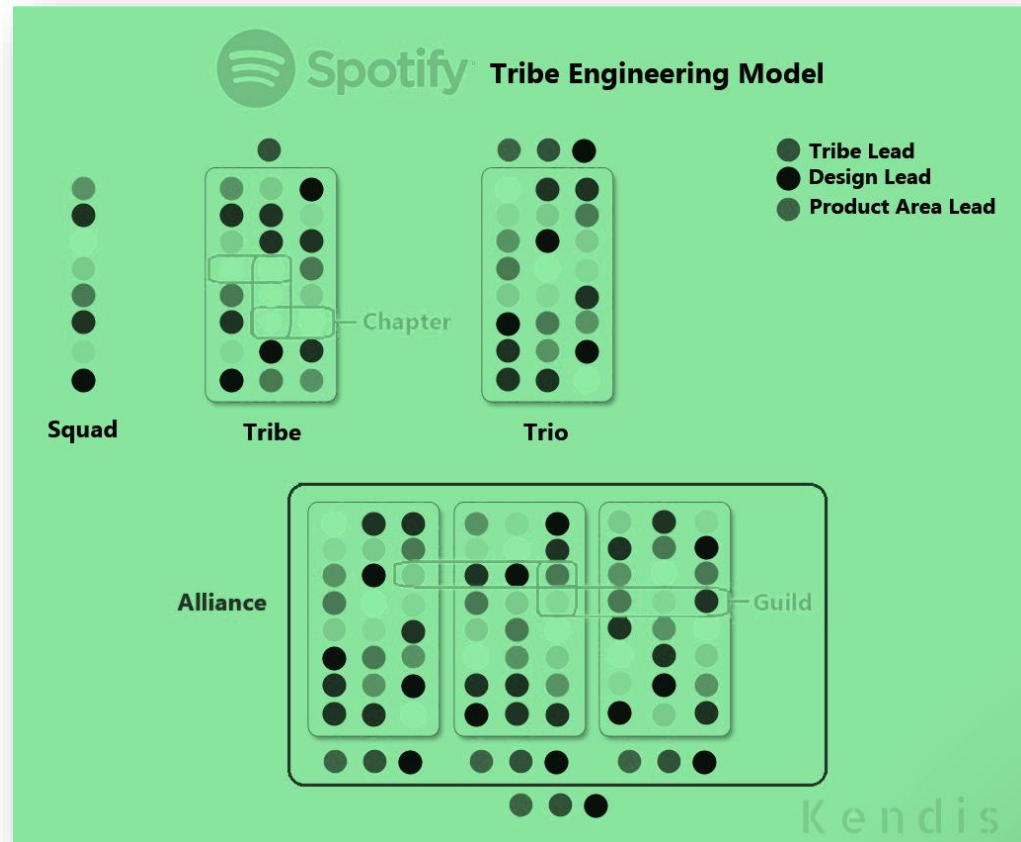 Spotify Tribe Engineering Model
Tribe Lead
Design Lead
Product Area Lead
Chapter
Squad
Tribe
Trio
Alliance
Guild
Kendis